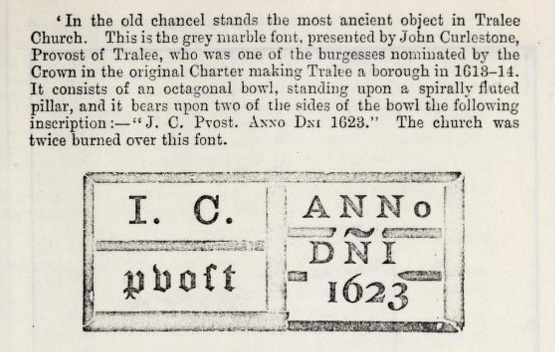 ‘In the old chancel stands the most ancient object in Tralee
Church. This is the grey marble font, presented by John Curlestone,
Provost of Tralee, who was one of the burgesses nominated by the
Crown in the original Charter making Tralee a borough in 1613–14.
It consists of an octagonal bowl, standing upon a spirally fluted
pillar, and it bears upon two of the sides of the bowl the following
inscription:—“J. C. Pvost. Anno Dni 1623.” The church was
twice burned over this font.
I. C.
pvoſt
ANNo
DNI
1623